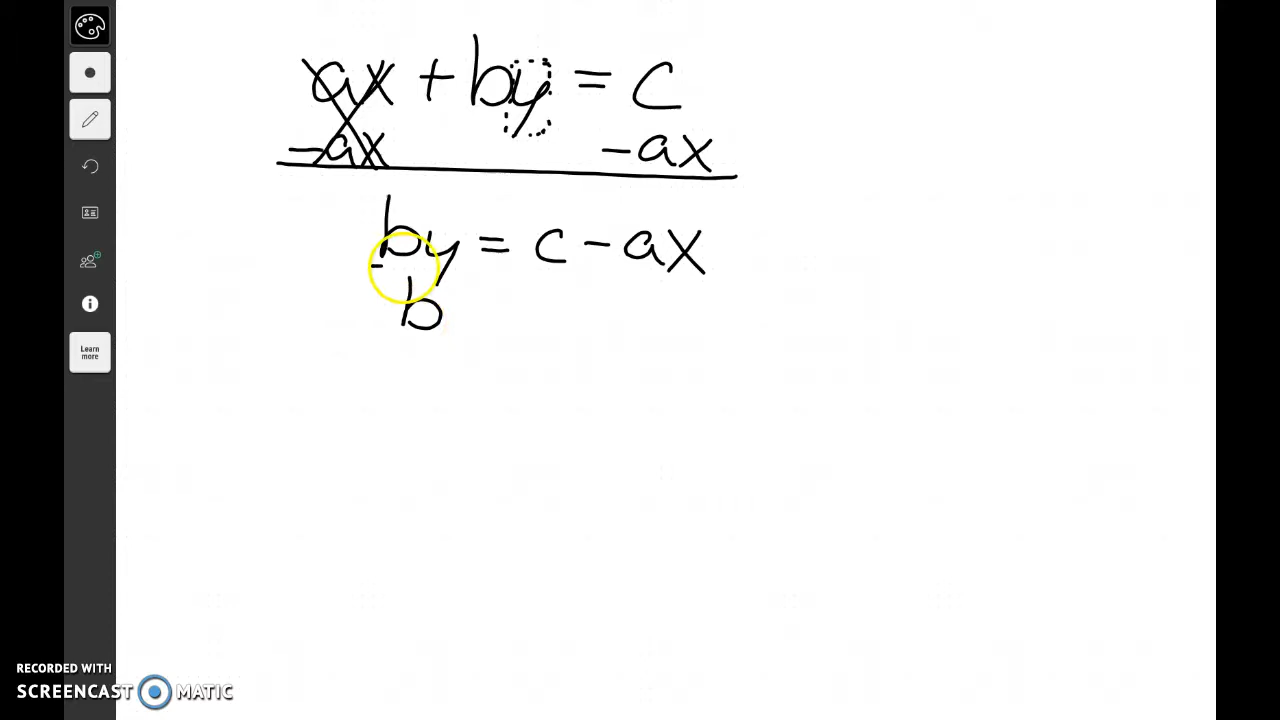 ax + by = c
-ax -ax
by = c - ax
b
Learn
more
RECORDED WITH
SCREENCAST MATIC